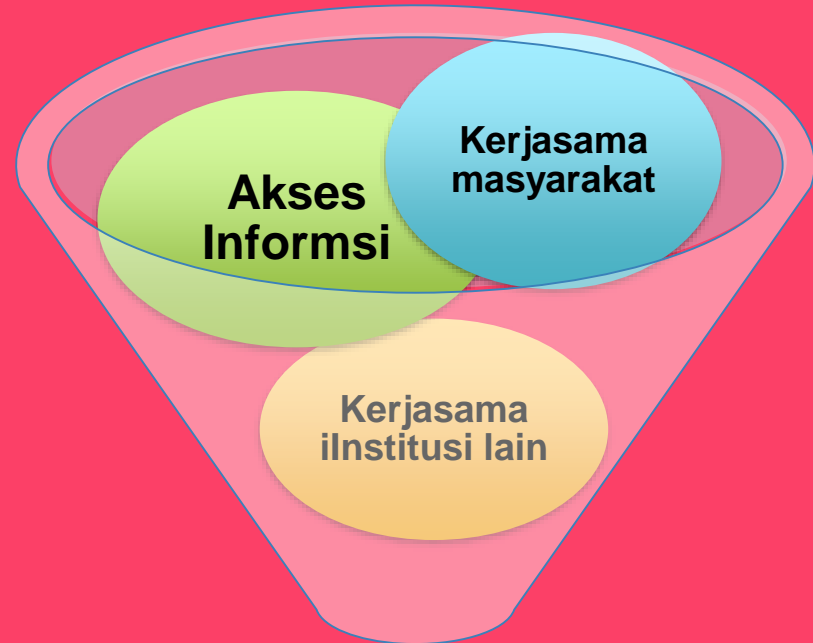 Akses
Informsi
Kerjasama
masyarakat
Kerjasama
iInstitusi lain